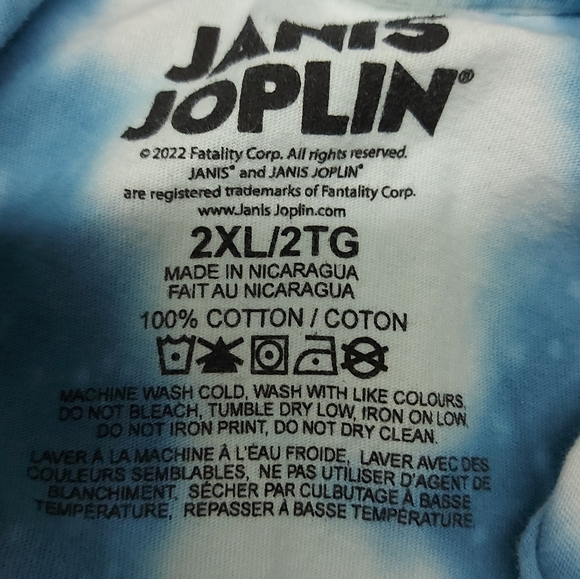 JANIS
JOPLIN®
© 2022 Fatality Corp. All rights reserved.
JANIS® and JANIS JOPLIN®
are registered trademarks of Fantality Corp.
www.Janis Joplin.com
2XL/2TG
MADE IN NICARAGUA
FAIT AU NICARAGUA
100% COTTON / COTON
MACHINE WASH COLD, WASH WITH LIKE COLOURS,
DO NOT BLEACH, TUMBLE DRY LOW, IRON ON LOW,
DO NOT IRON PRINT, DO NOT DRY CLEAN.
LAVER À LA MACHINE À L'ÉAU FROIDE, LAVER AVEC DES
COULEURS SEMBLABLES, NE PAS UTILISER D'AGENT DE
BLANCHIMENT, SÉCHER PAR CULBUTAGE À BASSE
TEMPÉRATURE, REPASSER À BASSE TEMPÉRATURE.